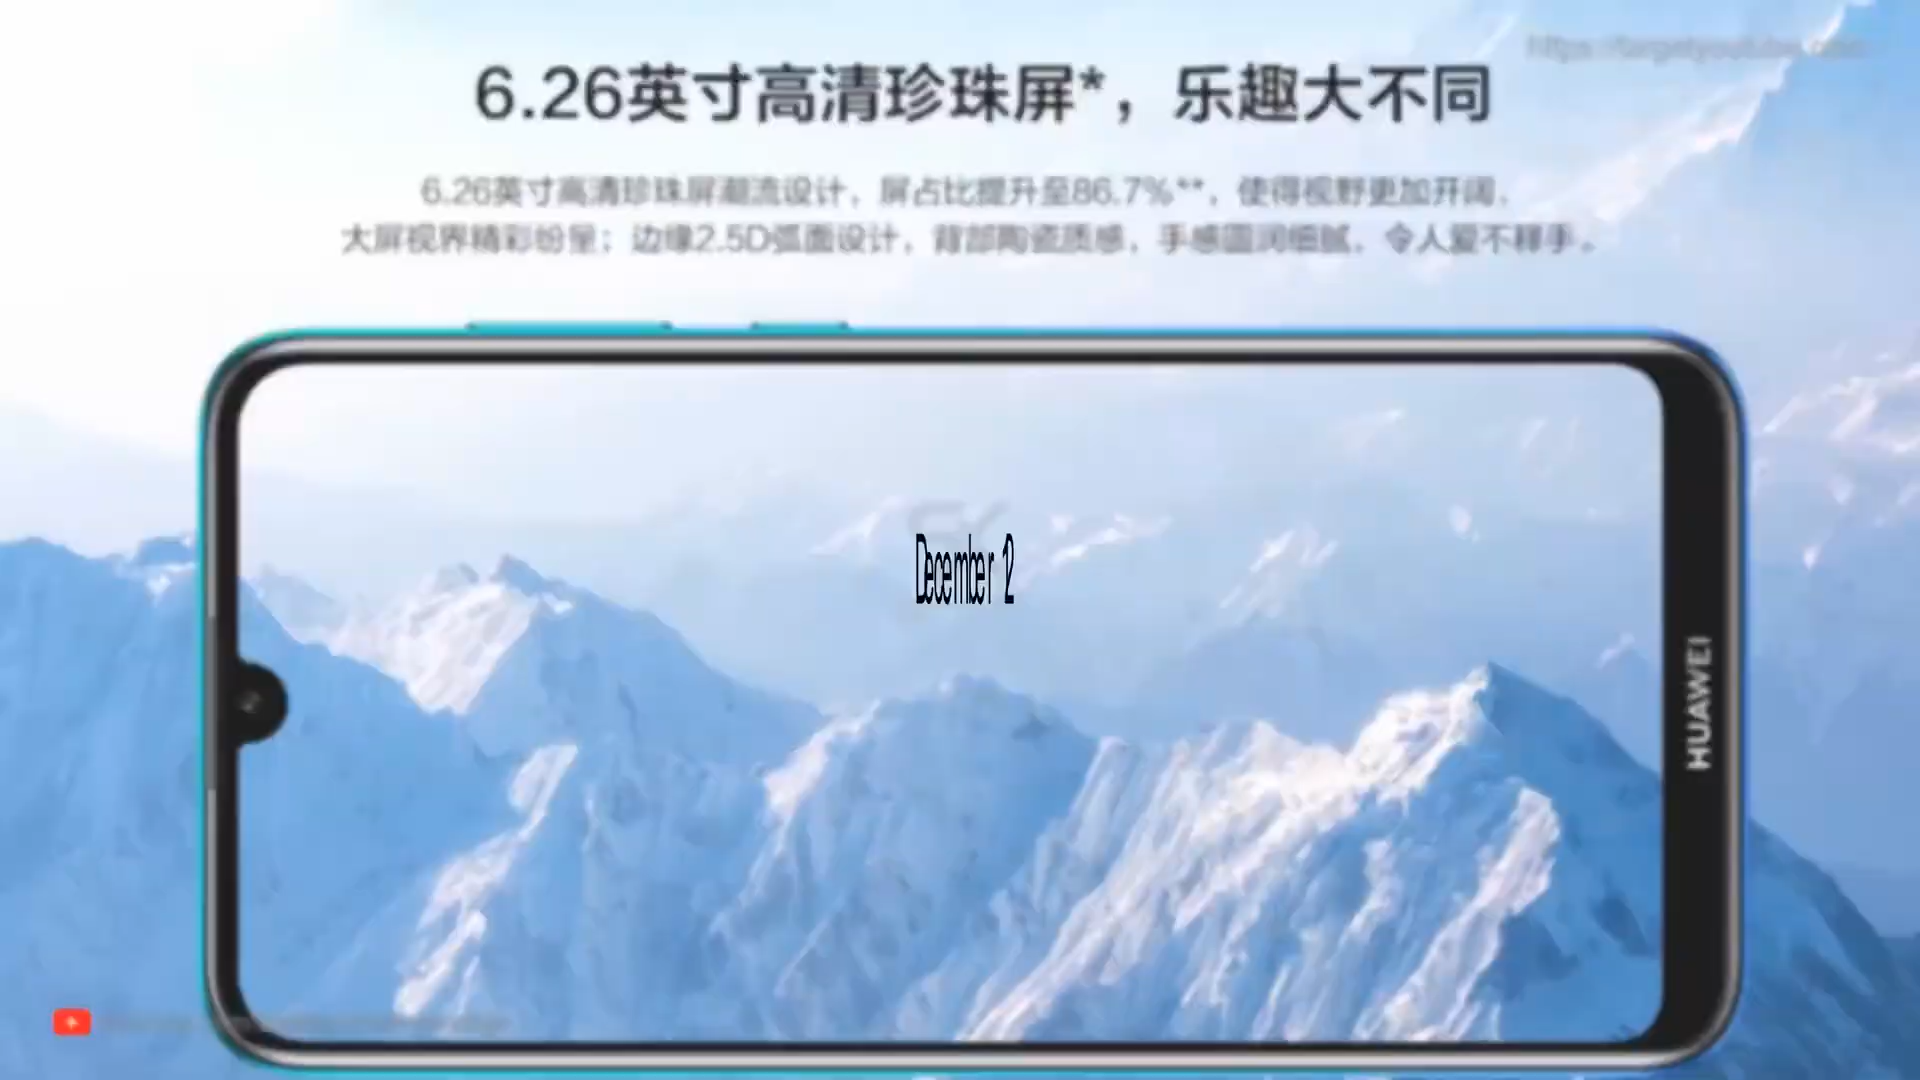 6.26英寸高清珍珠屏*，乐趣大不同
6.26英寸高清珍珠屏潮流设计，屏占比提升至86.7%**，使得视野更加开阔，
大屏视界精彩纷呈；边缘2.5D弧面设计，背部陶瓷质感，手感圆润细腻，令人爱不释手。
December 12
HUAWEI